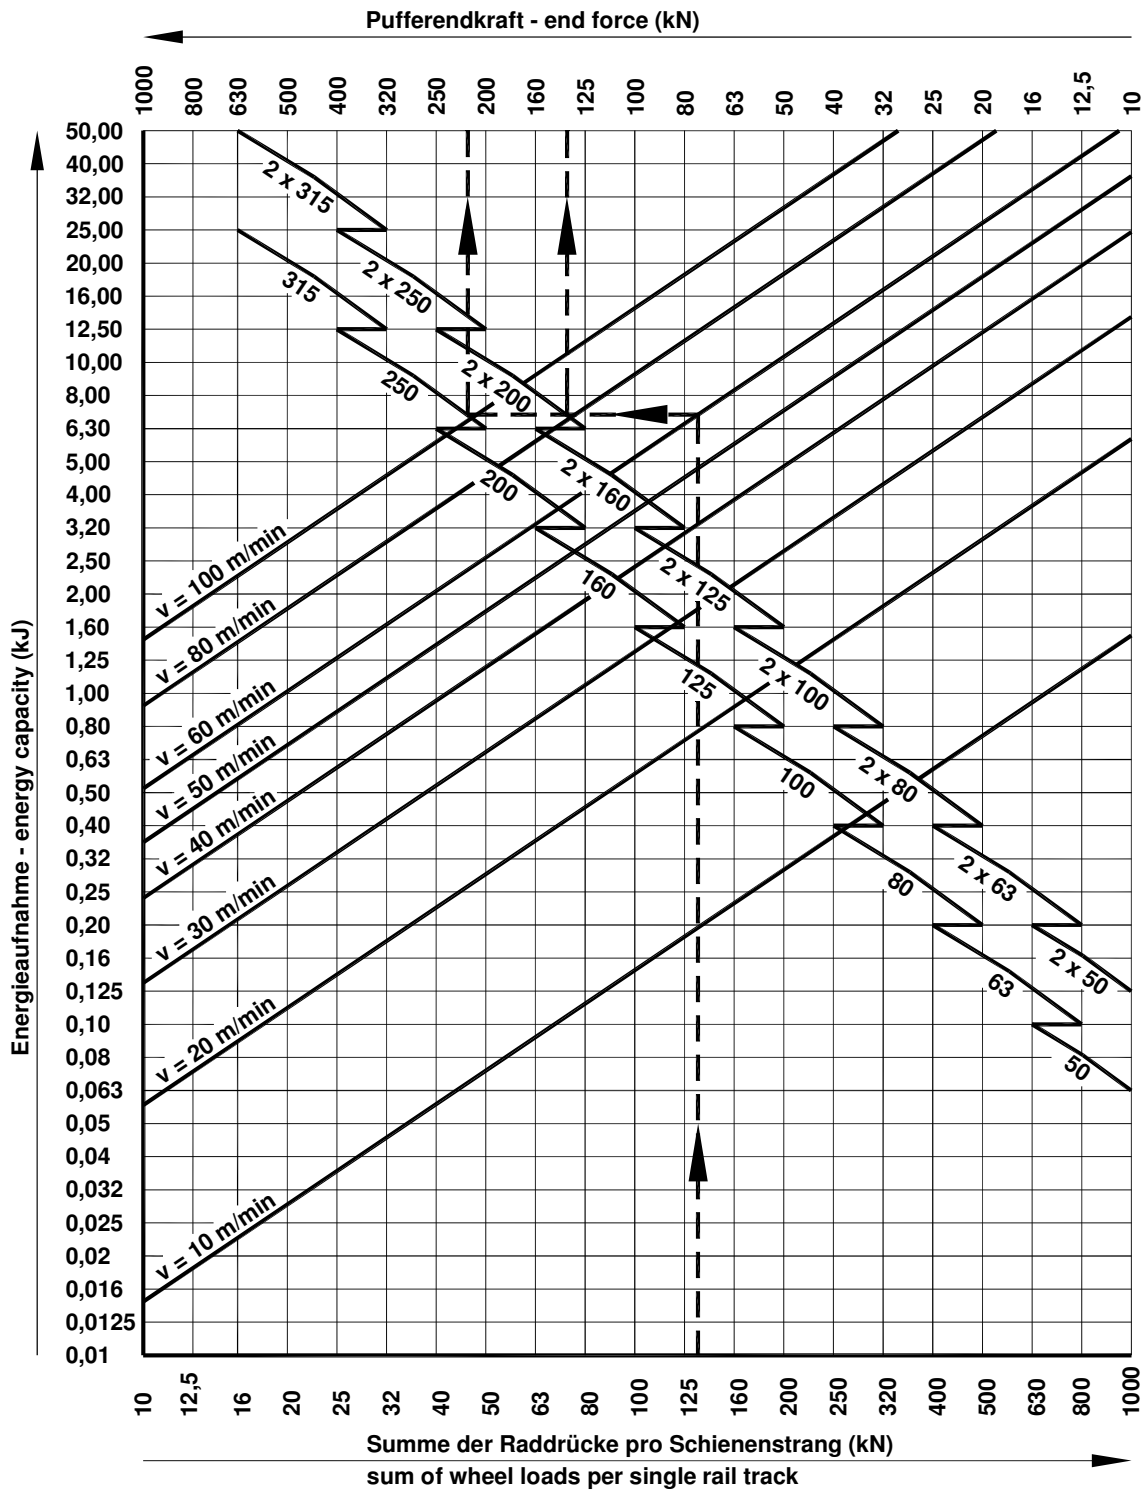 Pufferendkraft - end force (kN)
1000 800 630 500 400 320 250 200 160 125 100 80 63 50 40 32 25 20 16 12,5 10
50,00
40,00
32,00
25,00
20,00
16,00
12,50
10,00
8,00
6,30
5,00
4,00
3,20
2,50
2,00
1,60
1,25
1,00
0,80
0,63
0,50
0,40
0,32
0,25
0,20
0,16
0,125
0,10
0,08
0,063
0,05
0,04
0,032
0,025
0,02
0,016
0,0125
0,01
Energieaufnahme - energy capacity (kJ)
2 x 315
315
2 x 250
250
2 x 200
200
2 x 160
160
2 x 125
125
2 x 100
100
2 x 80
80
2 x 63
63
2 x 50
50
v = 100 m/min
v = 80 m/min
v = 60 m/min
v = 50 m/min
v = 40 m/min
v = 30 m/min
v = 20 m/min
v = 10 m/min
10 12,5 16 20 25 32 40 50 63 80 100 125 160 200 250 320 400 500 630 800 1000
Summe der Raddrücke pro Schienenstrang (kN)
sum of wheel loads per single rail track